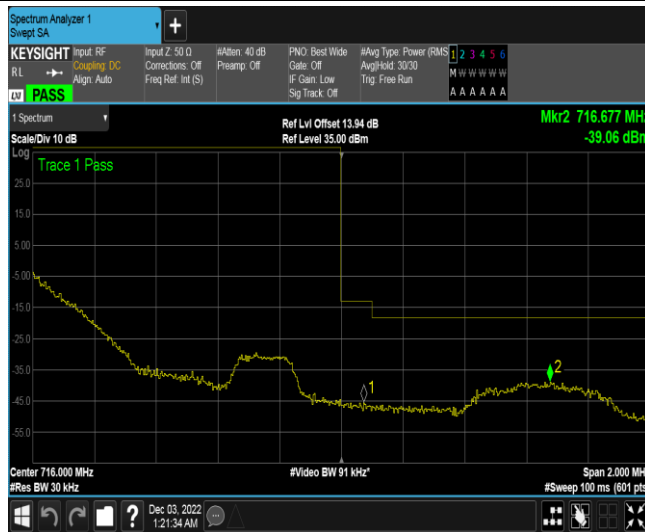 Spectrum Analyzer 1
Swept SA
+
KEYSIGHT
RL
LXI PASS
Input: RF
Coupling: DC
Align: Auto
Input Z: 50 Ω
Corrections: Off
Freq Ref: Int (S)
#Atten: 40 dB
Preamp: Off
PNO: Best Wide
Gate: Off
IF Gain: Low
Sig Track: Off
#Avg Type: Power (RMS
Avg|Hold: 30/30
Trig: Free Run
1 2 3 4 5 6
M W W W W W
A A A A A A
1 Spectrum
Scale/Div 10 dB
Ref Lvl Offset 13.94 dB
Ref Level 35.00 dBm
Mkr2 716.677 MHz
-39.06 dBm
Log
Trace 1 Pass
25.0
15.0
5.00
-5.00
-15.0
-25.0
-35.0
-45.0
-55.0
1
2
Center 716.000 MHz
#Res BW 30 kHz
#Video BW 91 kHz*
Span 2.000 MH
#Sweep 100 ms (601 pts
?
Dec 03, 2022
1:21:34 AM